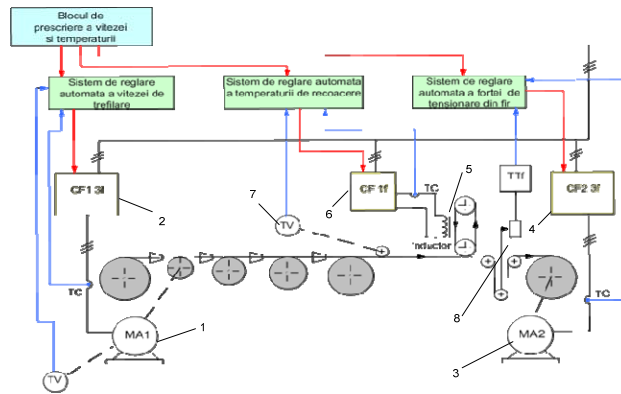 Blocul de
prescriere a vitezei
si temperaturii
Sistem de reglare
automata a vitezei de
trefilare
Sistem de reglare automata
a temperaturii de recoacere
Sistem de reglare
automata a fortei de
tensionare din fir
CF1 3f
2
CF 1f
6
TC
5
TTf
CF2 3f
4
7
TV
Inductor
8
TC
TC
MA1
1
MA2
3
TV